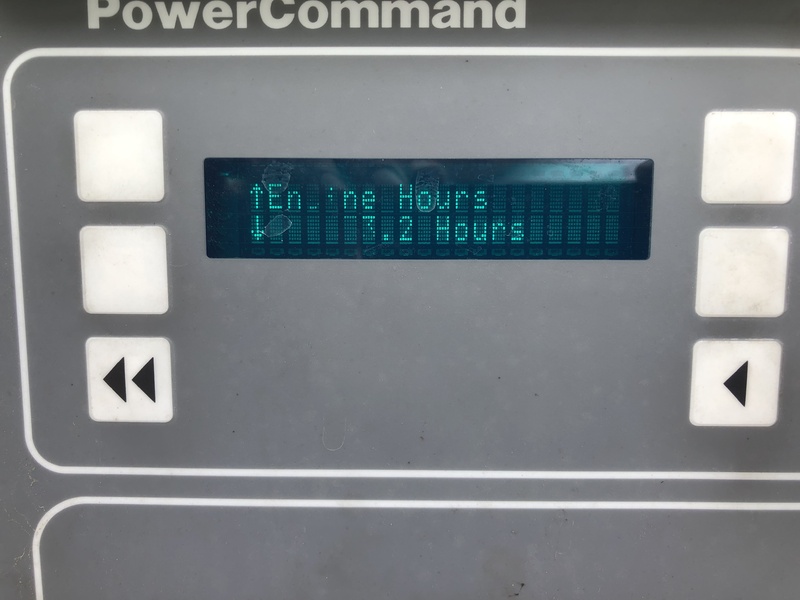 PowerCommand
↑Engine Hours
↓ 3.2 Hours